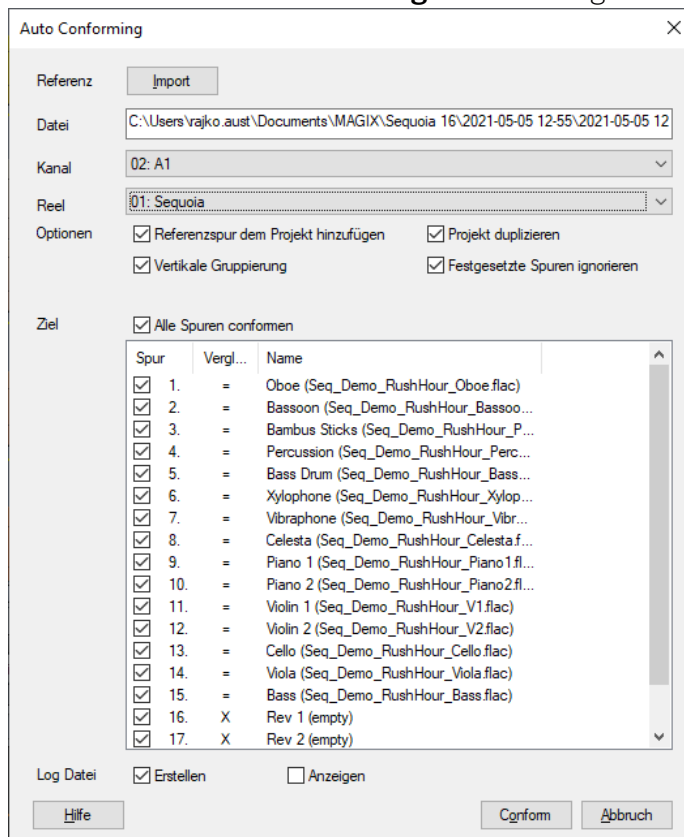 Auto Conforming
Referenz Import
Datei C:\Users\rajko.aust\Documents\MAGIX\Sequoia 16\2021-05-05 12-55\2021-05-05 12
Kanal 02: A1
Reel 01: Sequoia
Optionen Referenzspur dem Projekt hinzufügen Projekt duplizieren
Vertikale Gruppierung Festgesetzte Spuren ignorieren
Ziel Alle Spuren conformen
Spur Vergl... Name
1. = Oboe (Seq_Demo_RushHour_Oboe.flac)
2. = Bassoon (Seq_Demo_RushHour_Bassoo...
3. = Bambus Sticks (Seq_Demo_RushHour_P...
4. = Percussion (Seq_Demo_RushHour_Perc...
5. = Bass Drum (Seq_Demo_RushHour_Bass...
6. = Xylophone (Seq_Demo_RushHour_Xylop...
7. = Vibraphone (Seq_Demo_RushHour_Vibr...
8. = Celesta (Seq_Demo_RushHour_Celesta.f...
9. = Piano 1 (Seq_Demo_RushHour_Piano1.fl...
10. = Piano 2 (Seq_Demo_RushHour_Piano2.fl...
11. = Violin 1 (Seq_Demo_RushHour_V1.flac)
12. = Violin 2 (Seq_Demo_RushHour_V2.flac)
13. = Cello (Seq_Demo_RushHour_Cello.flac)
14. = Viola (Seq_Demo_RushHour_Viola.flac)
15. = Bass (Seq_Demo_RushHour_Bass.flac)
16. X Rev 1 (empty)
17. X Rev 2 (empty)
Log Datei Erstellen Anzeigen
Hilfe Conform Abbruch